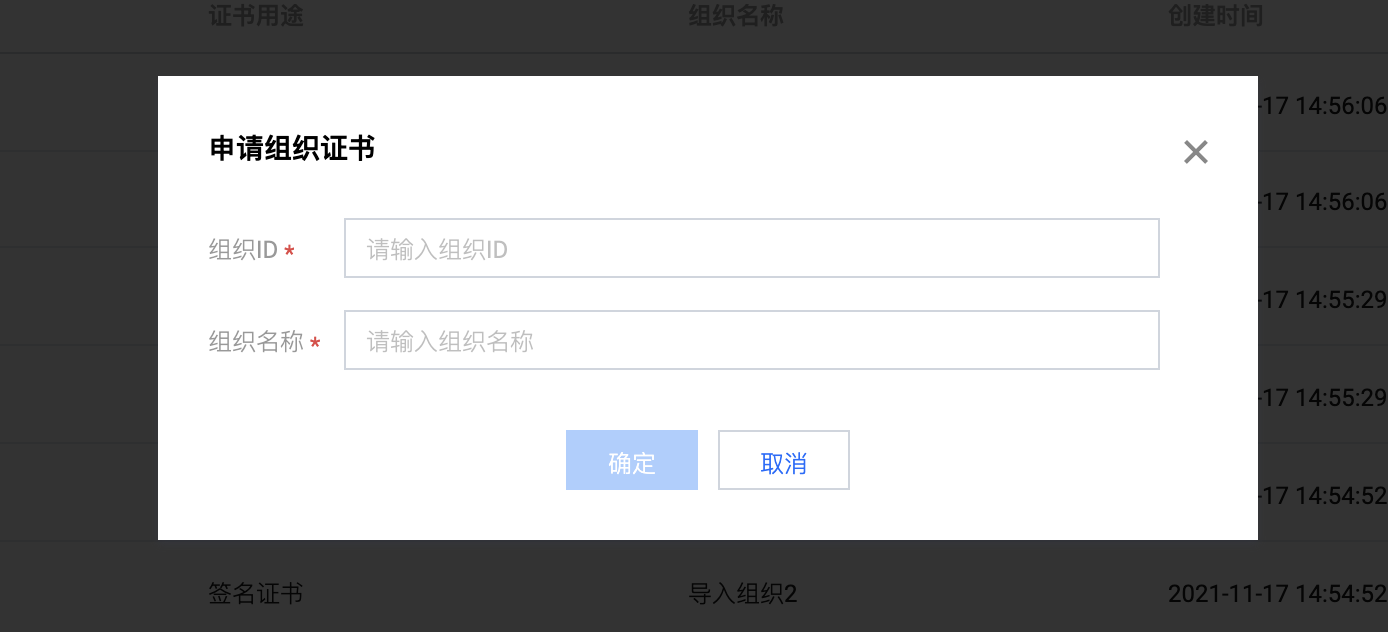 证书用途 组织名称 创建时间
-17 14:56:06
申请组织证书
-17 14:56:06
组织ID * 请输入组织ID
-17 14:55:29
组织名称 * 请输入组织名称
-17 14:55:29
确定 取消
-17 14:54:52
签名证书 导入组织2 2021-11-17 14:54:52